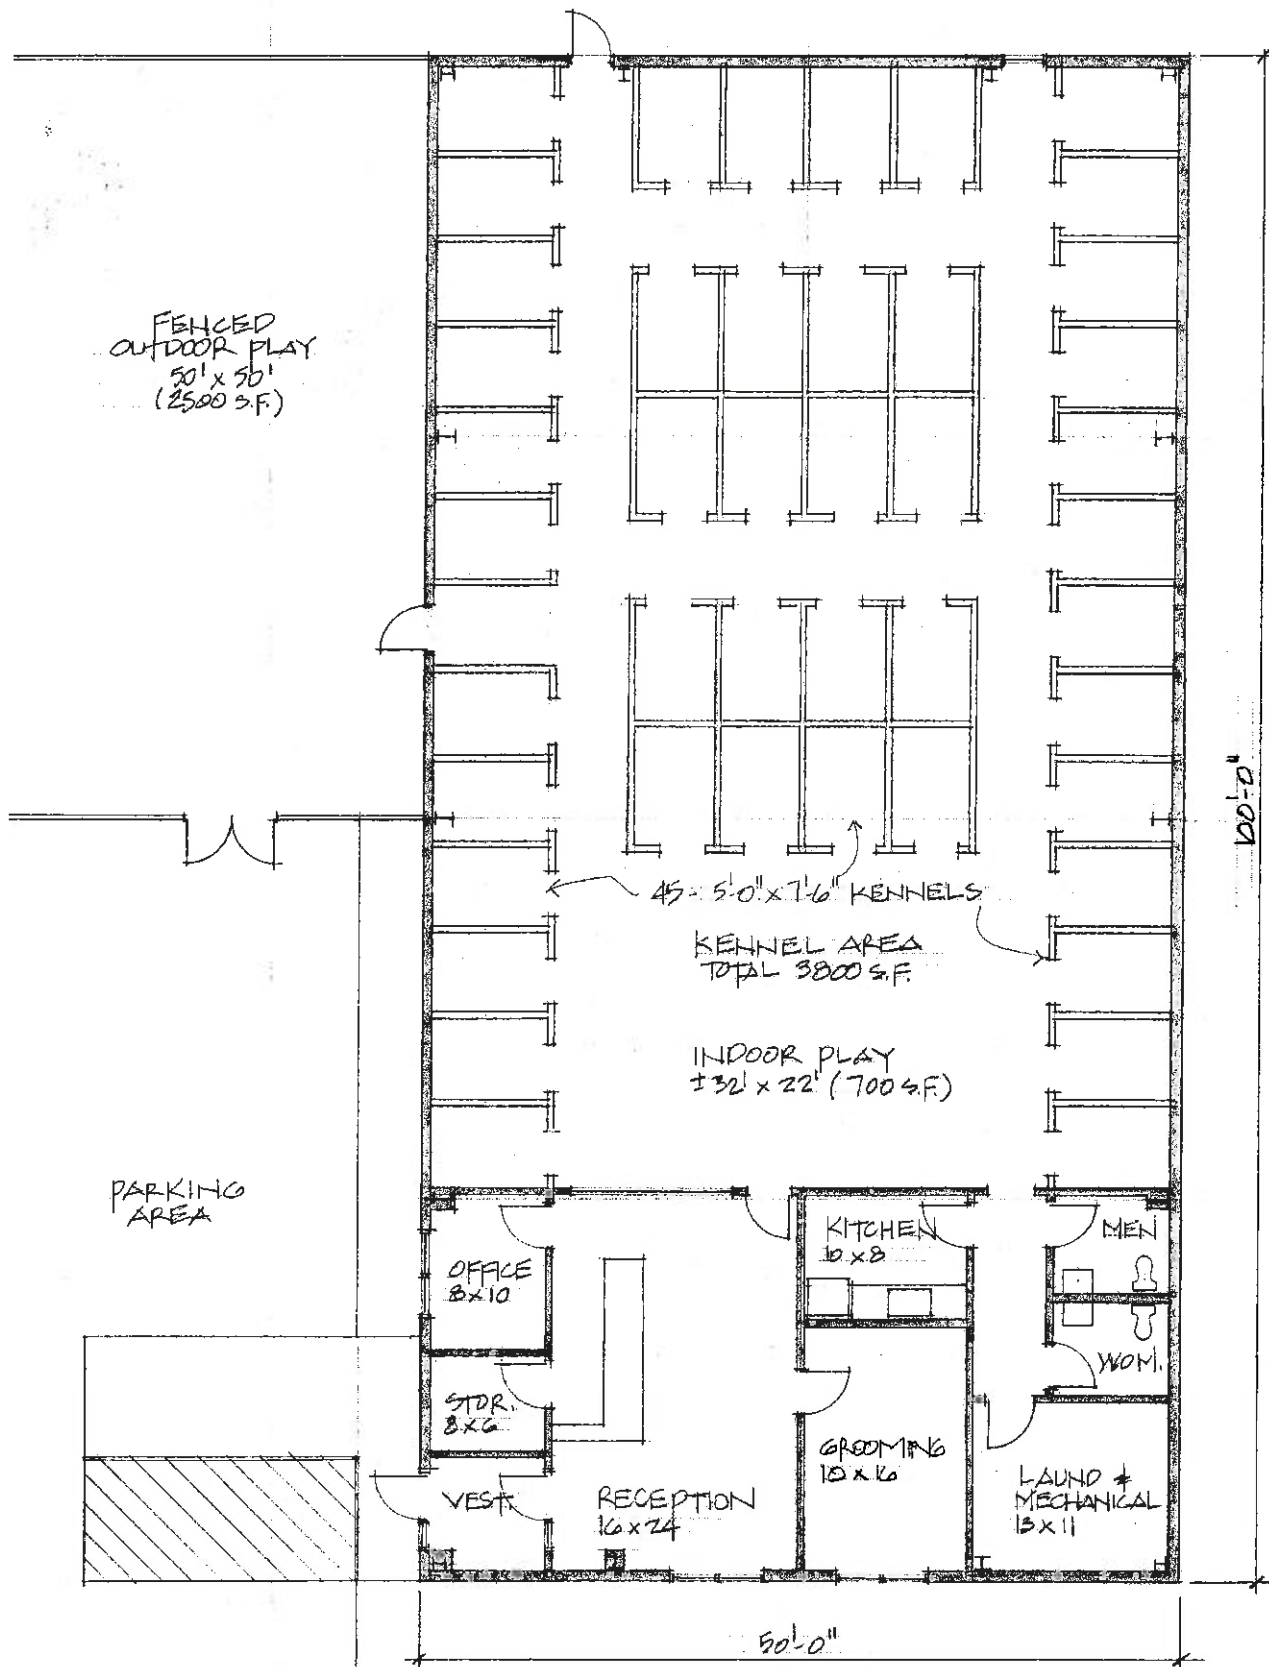 FENCED
OUTDOOR PLAY
50' x 50'
(2500 S.F.)
100'-0"
45 - 5'-0" x 7'-6" KENNELS
KENNEL AREA
TOTAL 3800 S.F.
INDOOR PLAY
±32' x 22' (700 S.F.)
PARKING
AREA
OFFICE
8x10
KITCHEN
10 x 8
MEN
WOM.
STOR.
8x6
VEST.
RECEPTION
16 x 24
GROOMING
10 x 16
LAUND &
MECHANICAL
13 x 11
50'-0"